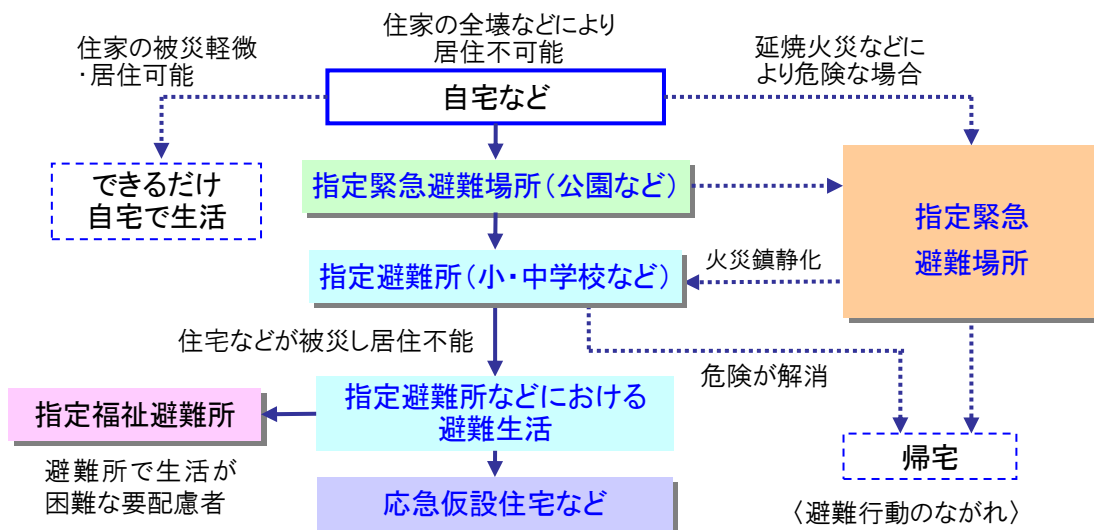 住家の被災軽微
・居住可能
住家の全壊などにより
居住不可能
延焼火災などに
より危険な場合
自宅など
できるだけ
自宅で生活
指定緊急避難場所(公園など)
指定緊急
避難場所
指定避難所(小・中学校など)
火災鎮静化
住宅などが被災し居住不能
危険が解消
指定福祉避難所
指定避難所などにおける
避難生活
避難所で生活が
困難な要配慮者
応急仮設住宅など
帰宅
〈避難行動のながれ〉